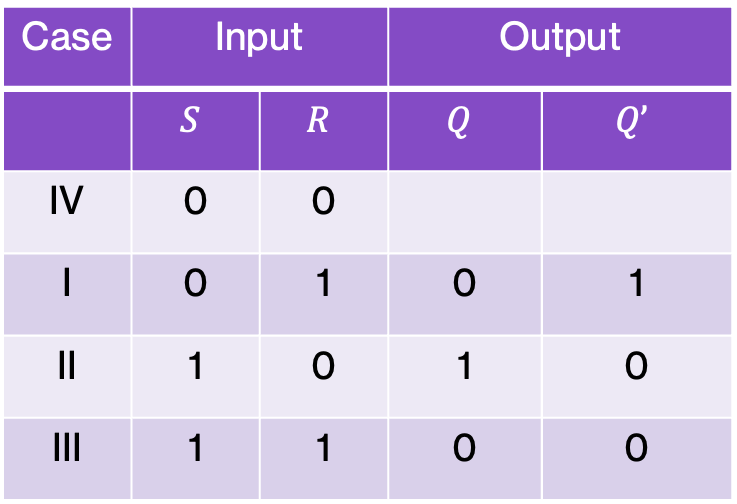 Case Input Output
S R Q Q’
IV 0 0
I 0 1 0 1
II 1 0 1 0
III 1 1 0 0